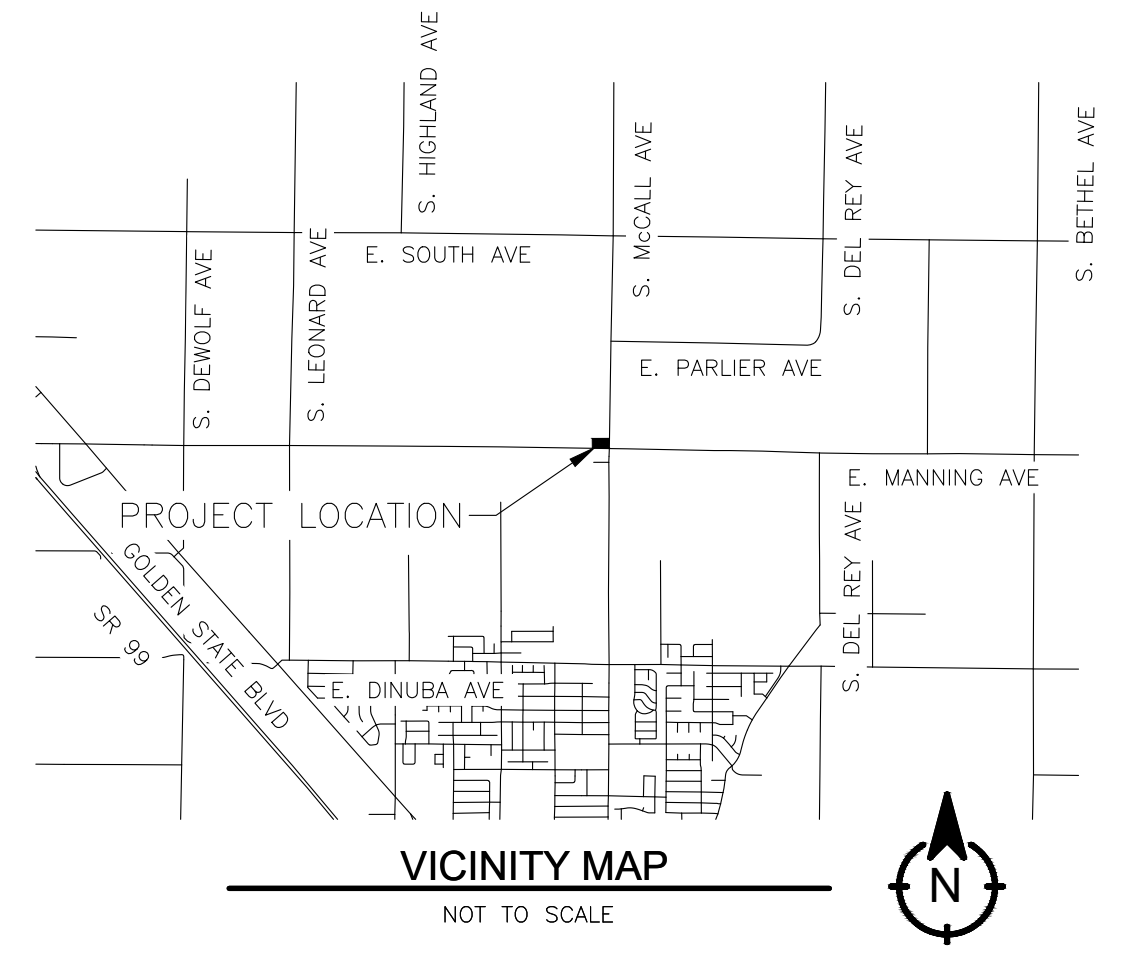 S. HIGHLAND AVE
S. McCALL AVE
S. DEL REY AVE
S. BETHEL AVE
S. DEWOLF AVE
S. LEONARD AVE
E. SOUTH AVE
E. PARLIER AVE
E. MANNING AVE
PROJECT LOCATION
S. DEL REY AVE
GOLDEN STATE BLVD
SR 99
E. DINUBA AVE
VICINITY MAP
NOT TO SCALE
N